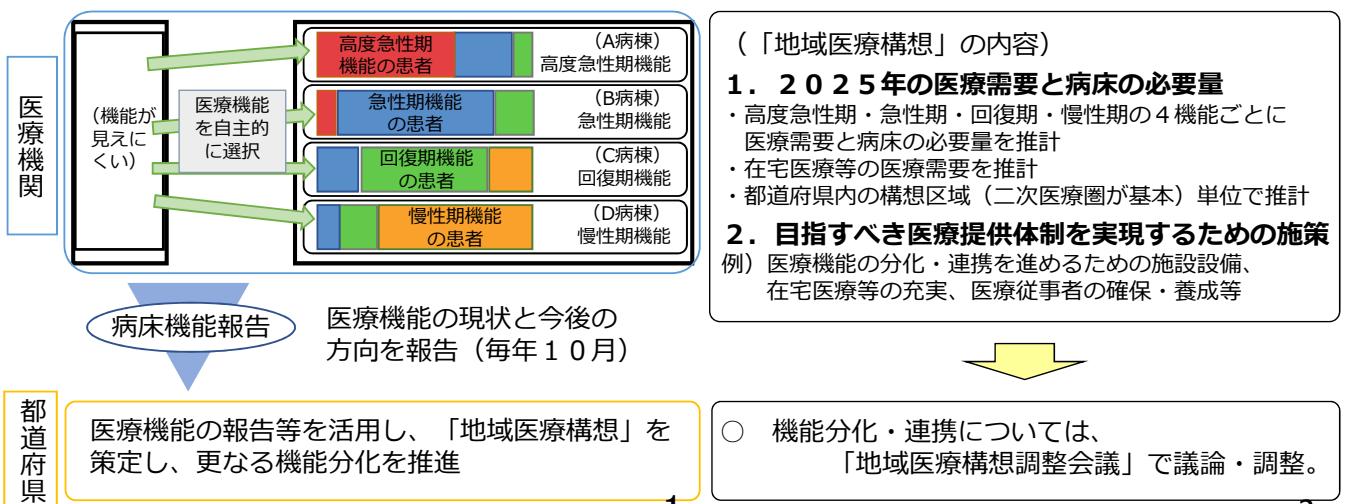 医療機関
(機能が
見えに
くい)
医療機能
を自主的
に選択
高度急性期
機能の患者
(A病棟)
高度急性期機能
急性期機能
の患者
(B病棟)
急性期機能
回復期機能
の患者
(C病棟)
回復期機能
慢性期機能
の患者
(D病棟)
慢性期機能
病床機能報告
医療機能の現状と今後の
方向を報告（毎年１０月）
都道府県
医療機能の報告等を活用し、「地域医療構想」を
策定し、更なる機能分化を推進
（「地域医療構想」の内容）
１．２０２５年の医療需要と病床の必要量
・高度急性期・急性期・回復期・慢性期の４機能ごとに
医療需要と病床の必要量を推計
・在宅医療等の医療需要を推計
・都道府県内の構想区域（二次医療圏が基本）単位で推計
２．目指すべき医療提供体制を実現するための施策
例）医療機能の分化・連携を進めるための施設設備、
在宅医療等の充実、医療従事者の確保・養成等
○　機能分化・連携については、
「地域医療構想調整会議」で議論・調整。